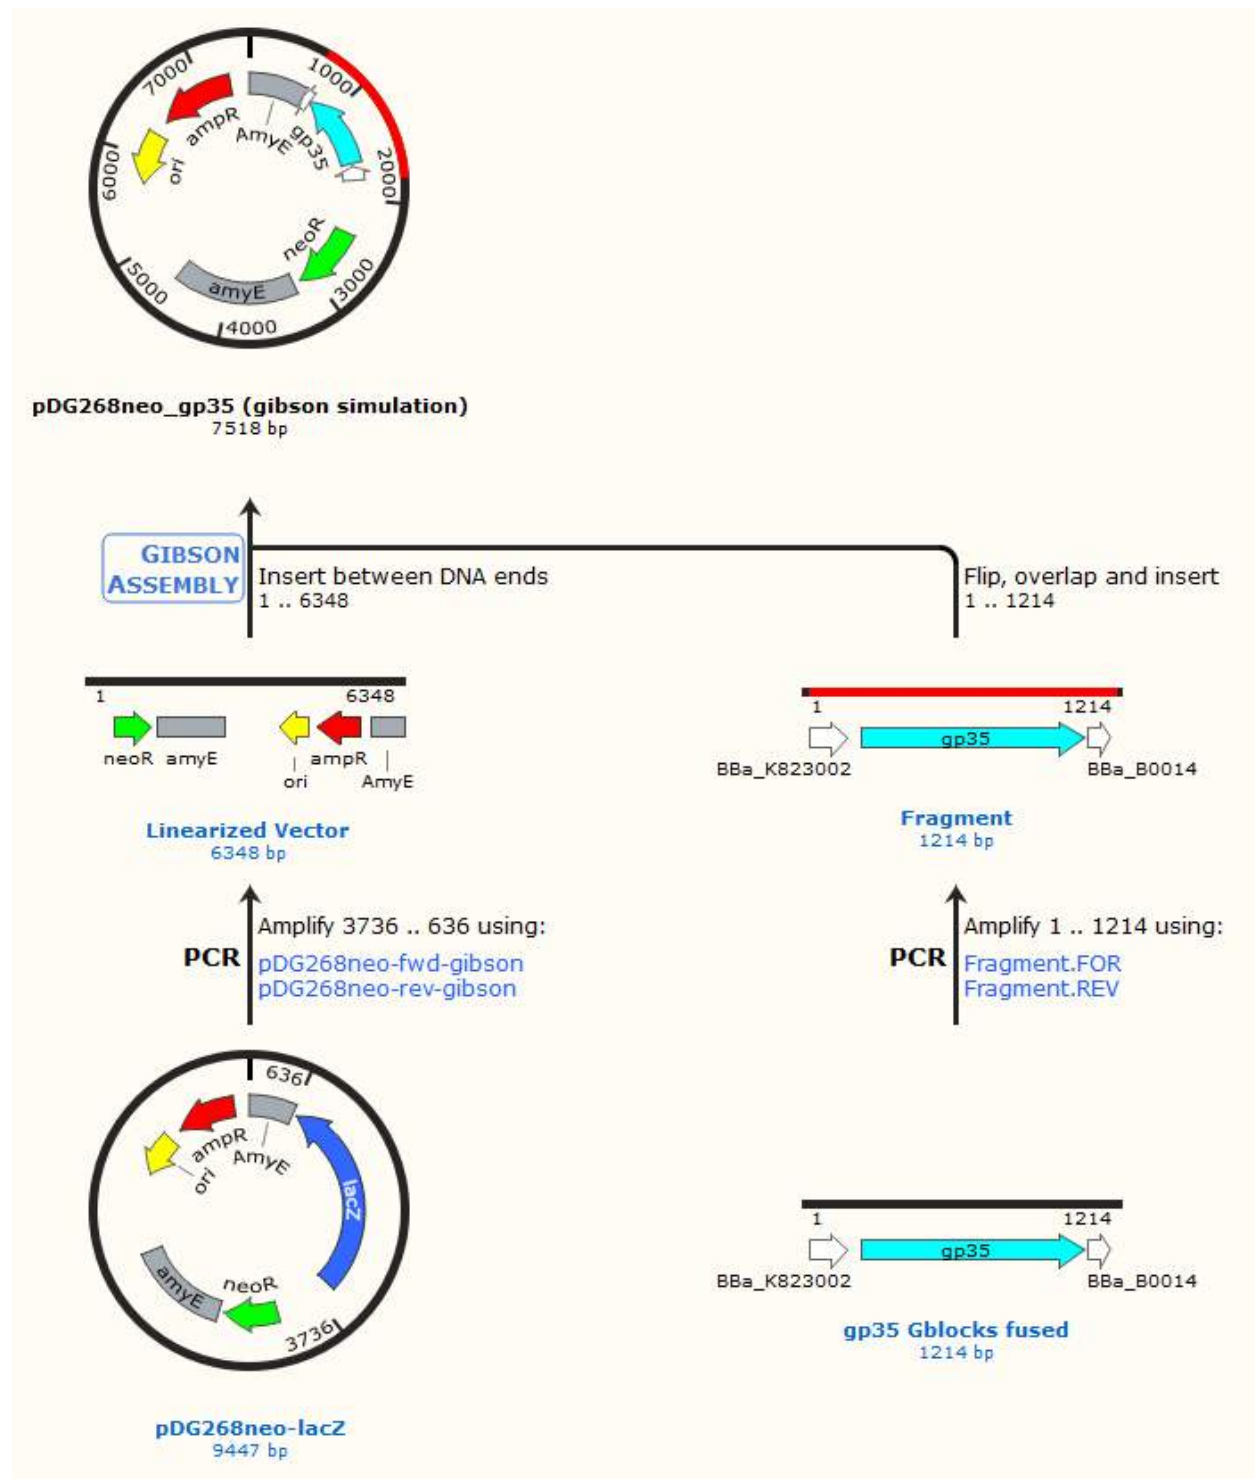 7000
1000
ampR
AmyE
gp35
2000
6000
ori
neoR
5000
amyE
3000
4000
pDG268neo_gp35 (gibson simulation)
7518 bp
GIBSON
ASSEMBLY
Insert between DNA ends
1 .. 6348
Flip, overlap and insert
1 .. 1214
1 6348
neoR amyE
ori
ampR
AmyE
Linearized Vector
6348 bp
1 1214
gp35
BBa_K823002
BBa_B0014
Fragment
1214 bp
PCR
Amplify 3736 .. 636 using:
pDG268neo-fwd-gibson
pDG268neo-rev-gibson
PCR
Amplify 1 .. 1214 using:
Fragment.FOR
Fragment.REV
636
ampR
AmyE
ori
lacZ
amyE
neoR
3736
pDG268neo-lacZ
9447 bp
1 1214
gp35
BBa_K823002
BBa_B0014
gp35 Gblocks fused
1214 bp